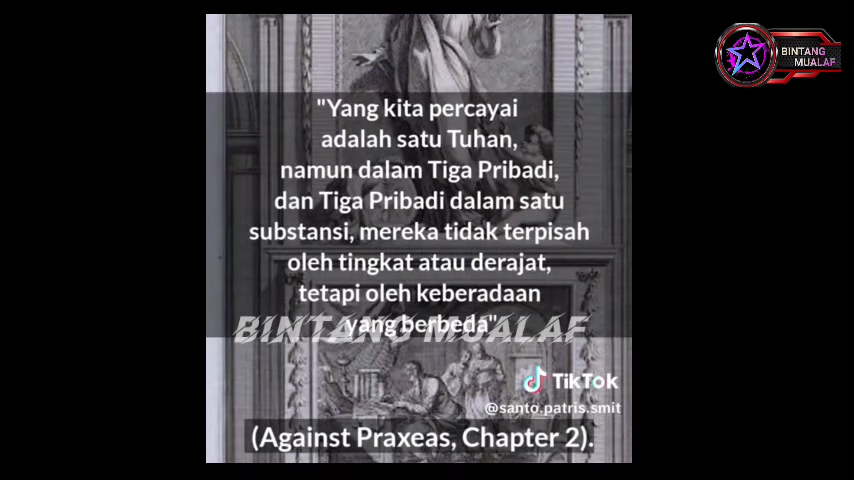 BINTANG
MUALAF
"Yang kita percayai
adalah satu Tuhan,
namun dalam Tiga Pribadi,
dan Tiga Pribadi dalam satu
substansi, mereka tidak terpisah
oleh tingkat atau derajat,
tetapi oleh keberadaan
yang berbeda"
BINTANG MUALAF
TikTok
@santo.patris.smit
(Against Praxeas, Chapter 2).